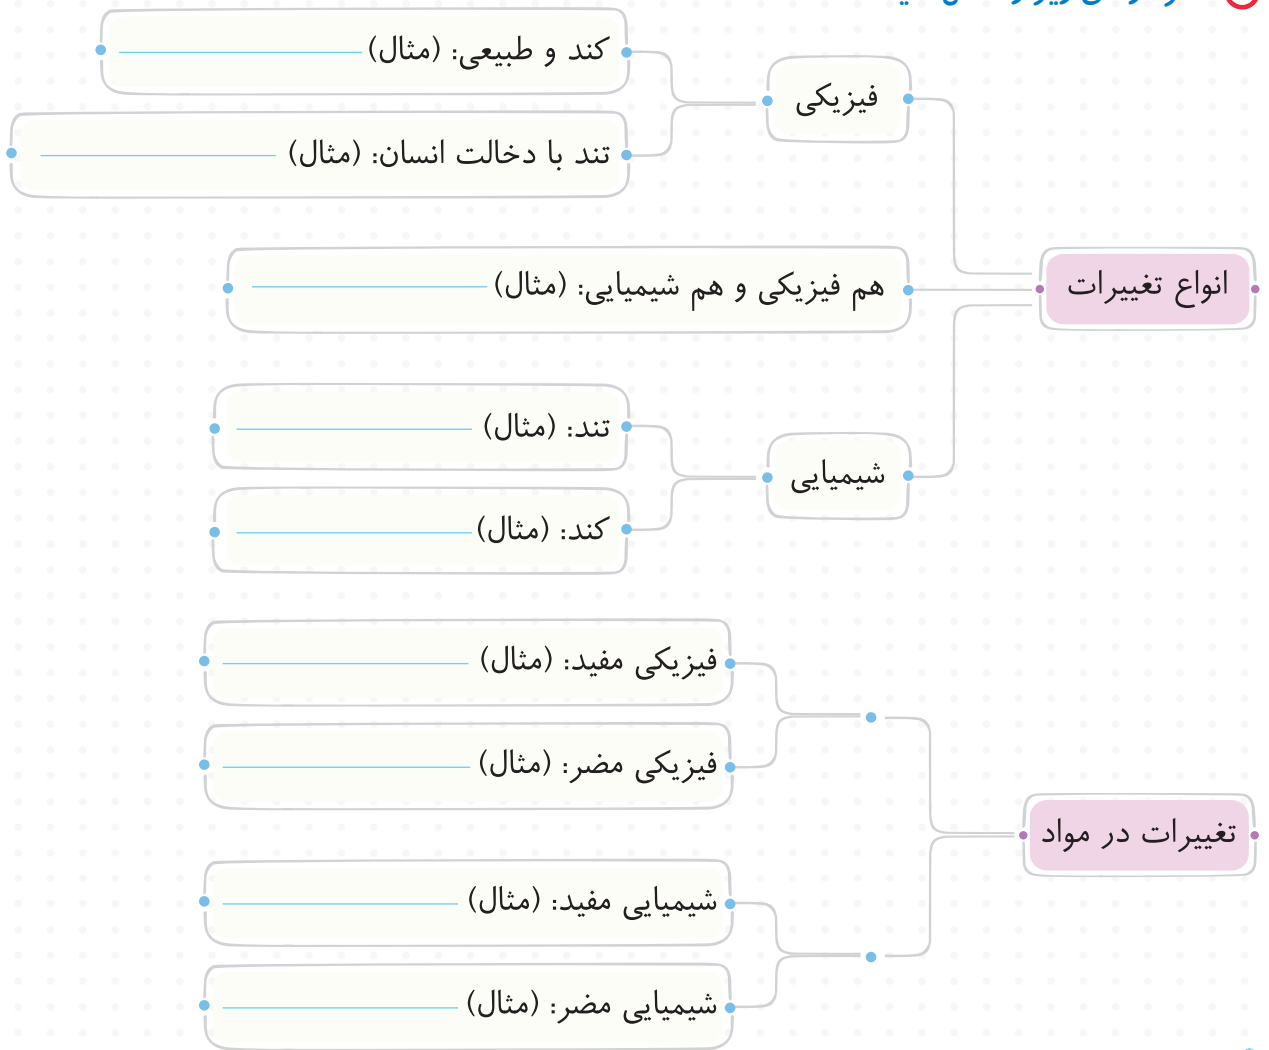 کند و طبیعی: (مثال)
فیزیکی
تند با دخالت انسان: (مثال)
انواع تغییرات
هم فیزیکی و هم شیمیایی: (مثال)
تند: (مثال)
شیمیایی
کند: (مثال)
فیزیکی مفید: (مثال)
فیزیکی مضر: (مثال)
تغییرات در مواد
شیمیایی مفید: (مثال)
شیمیایی مضر: (مثال)